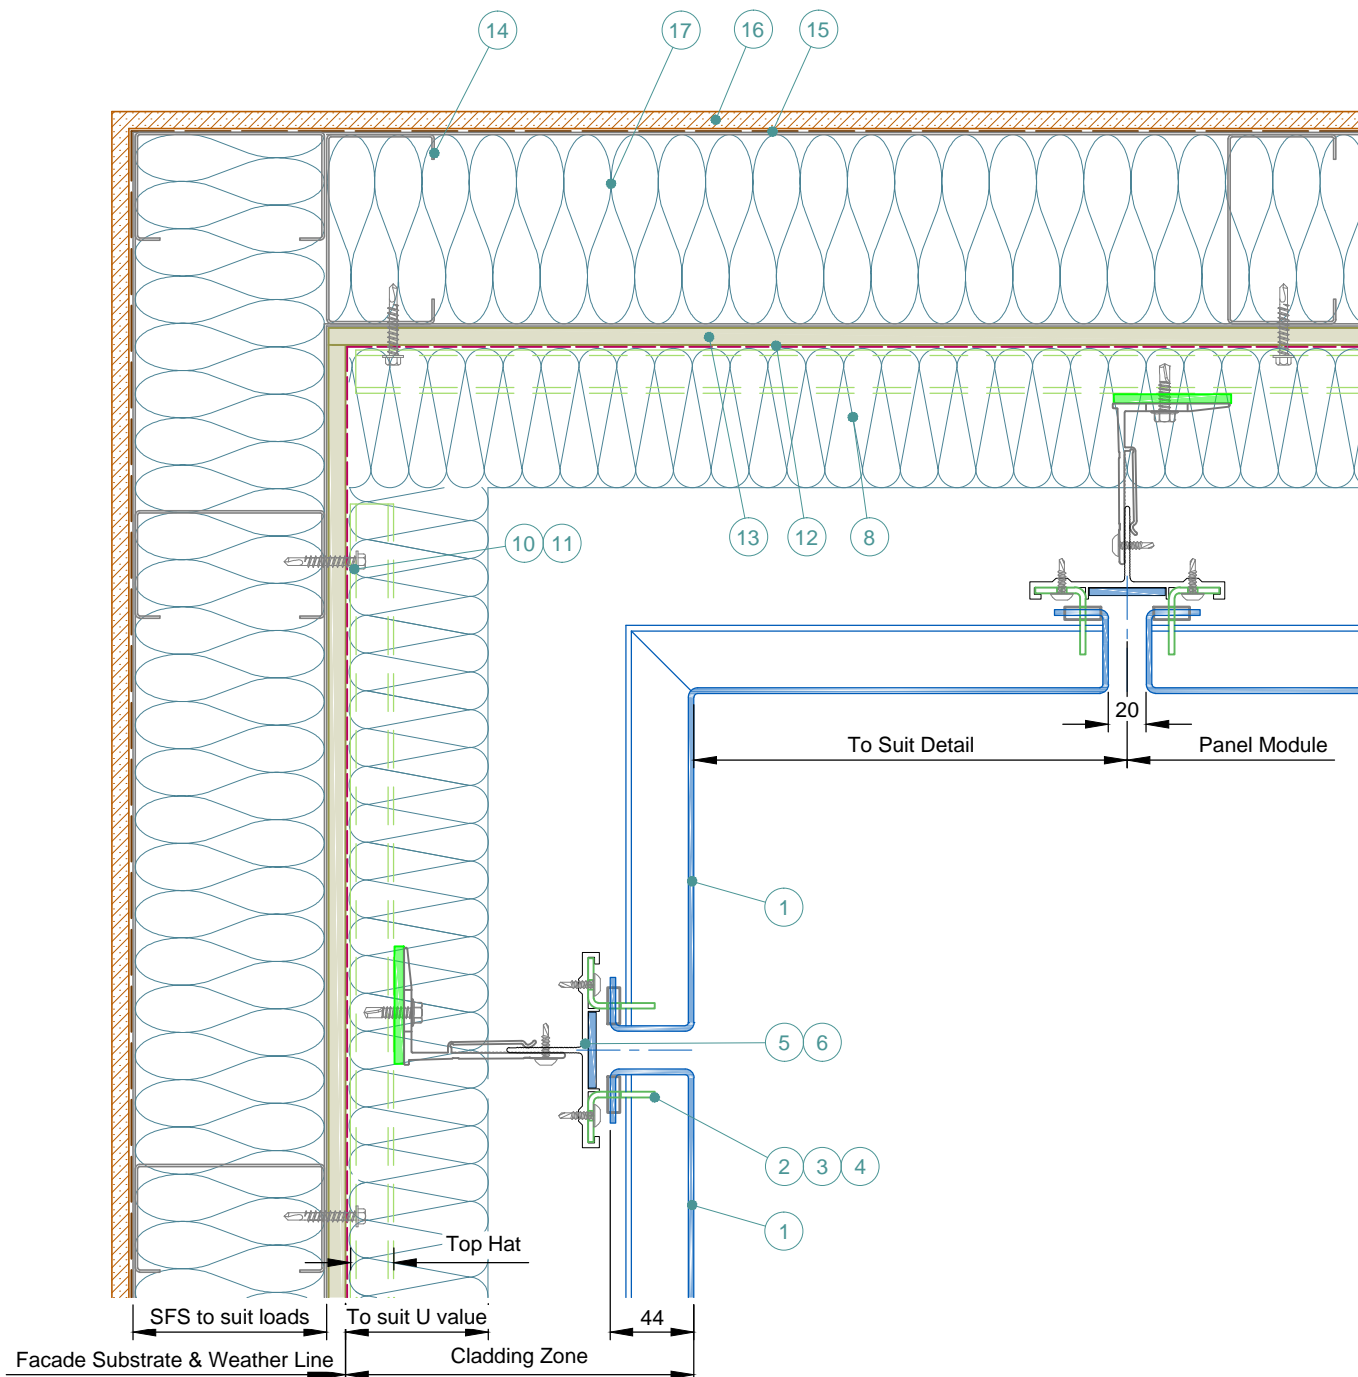 14 17 16 15
10 11 13 12 8
20
To Suit Detail Panel Module
1
5 6
2 3 4
1
Top Hat
SFS to suit loads To suit U value 44
Facade Substrate & Weather Line Cladding Zone